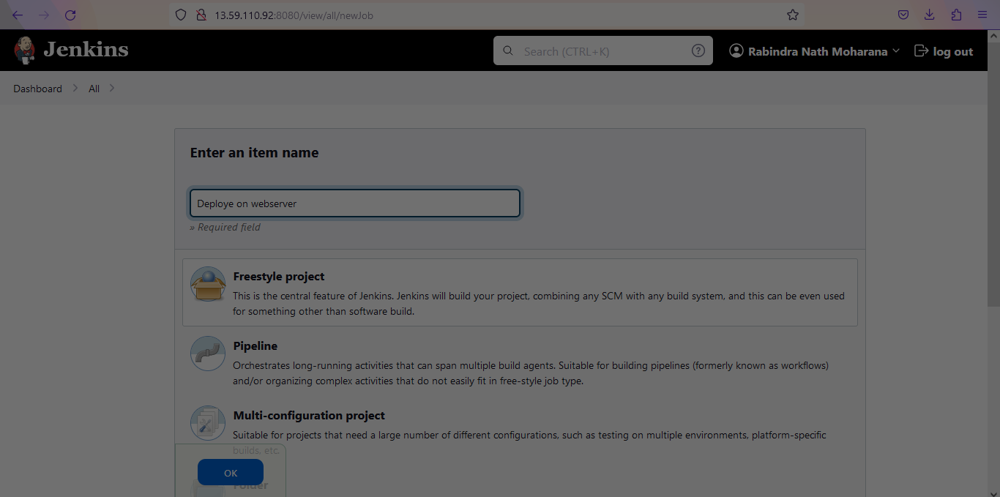 13.59.110.92:8080/view/all/newJob
Jenkins
Search (CTRL+K)
?
Rabindra Nath Moharana
log out
Dashboard
All
Enter an item name
Deploye on webserver
» Required field
Freestyle project
This is the central feature of Jenkins. Jenkins will build your project, combining any SCM with any build system, and this can be even used
for something other than software build.
Pipeline
Orchestrates long-running activities that can span multiple build agents. Suitable for building pipelines (formerly known as workflows)
and/or organizing complex activities that do not easily fit in free-style job type.
Multi-configuration project
Suitable for projects that need a large number of different configurations, such as testing on multiple environments, platform-specific
builds, etc.
OK
Folder